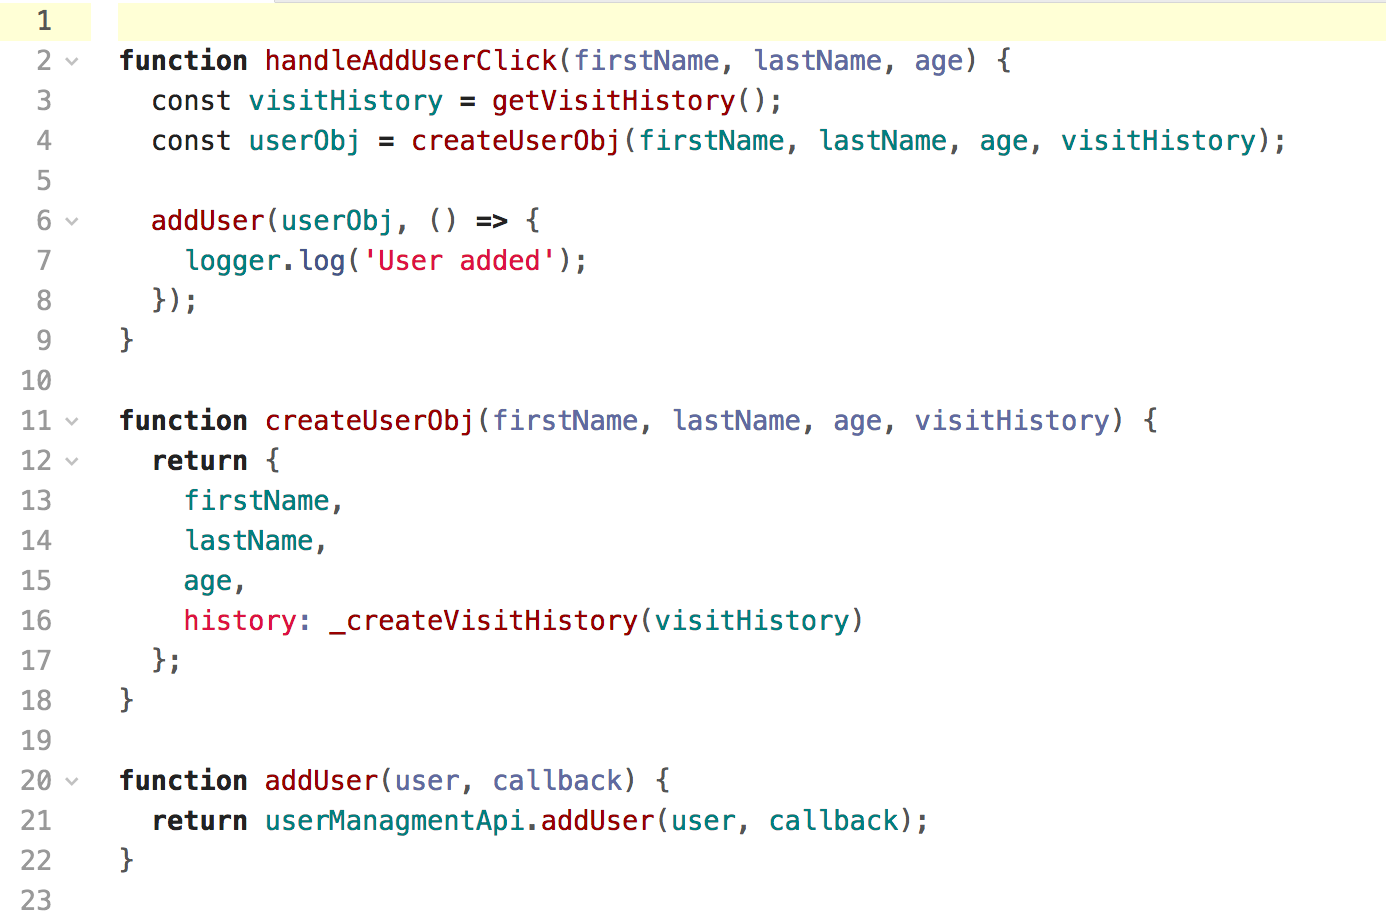 1
2 function handleAddUserClick(firstName, lastName, age) {
3 const visitHistory = getVisitHistory();
4 const userObj = createUserObj(firstName, lastName, age, visitHistory);
5
6 addUser(userObj, () => {
7 logger.log('User added');
8 });
9 }
10
11 function createUserObj(firstName, lastName, age, visitHistory) {
12 return {
13 firstName,
14 lastName,
15 age,
16 history: _createVisitHistory(visitHistory)
17 };
18 }
19
20 function addUser(user, callback) {
21 return userManagmentApi.addUser(user, callback);
22 }
23